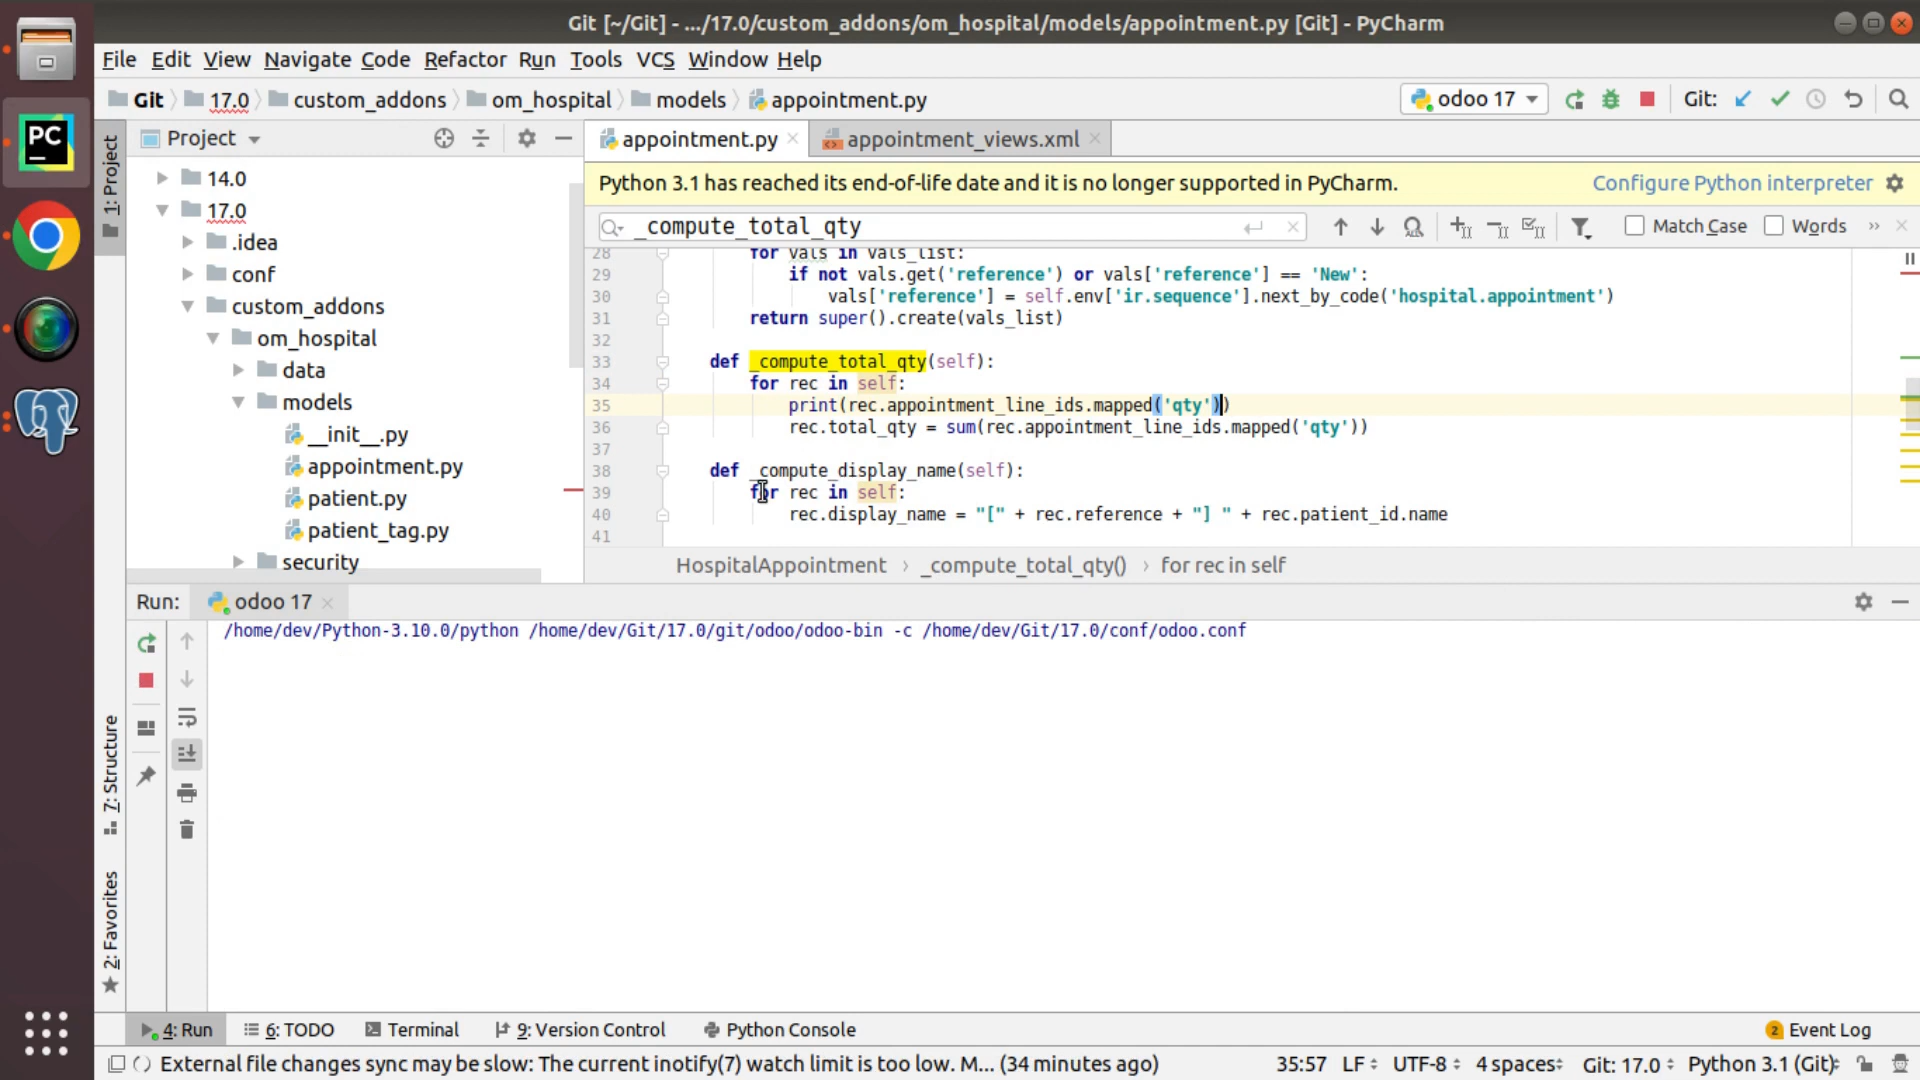 Git [~/Git] - .../17.0/custom_addons/om_hospital/models/appointment.py [Git] - PyCharm
File Edit View Navigate Code Refactor Run Tools VCS Window Help
Git 17.0 custom_addons om_hospital models appointment.py
odoo 17
Git:
PC
1: Project
Project
14.0
17.0
.idea
conf
custom_addons
om_hospital
data
models
__init__.py
appointment.py
patient.py
patient_tag.py
security
appointment.py
appointment_views.xml
Python 3.1 has reached its end-of-life date and it is no longer supported in PyCharm.
Configure Python interpreter
_compute_total_qty
Match Case
Words
28 for vals in vals_list:
29 if not vals.get('reference') or vals['reference'] == 'New':
30 vals['reference'] = self.env['ir.sequence'].next_by_code('hospital.appointment')
31 return super().create(vals_list)
32
33 def _compute_total_qty(self):
34 for rec in self:
35 print(rec.appointment_line_ids.mapped('qty'))
36 rec.total_qty = sum(rec.appointment_line_ids.mapped('qty'))
37
38 def _compute_display_name(self):
39 for rec in self:
40 rec.display_name = "[" + rec.reference + "] " + rec.patient_id.name
41
HospitalAppointment › _compute_total_qty() › for rec in self
Run: odoo 17
/home/dev/Python-3.10.0/python /home/dev/Git/17.0/git/odoo/odoo-bin -c /home/dev/Git/17.0/conf/odoo.conf
7: Structure
2: Favorites
4: Run 6: TODO Terminal 9: Version Control Python Console
2 Event Log
External file changes sync may be slow: The current inotify(7) watch limit is too low. M... (34 minutes ago)
35:57 LF UTF-8 4 spaces Git: 17.0 Python 3.1 (Git)